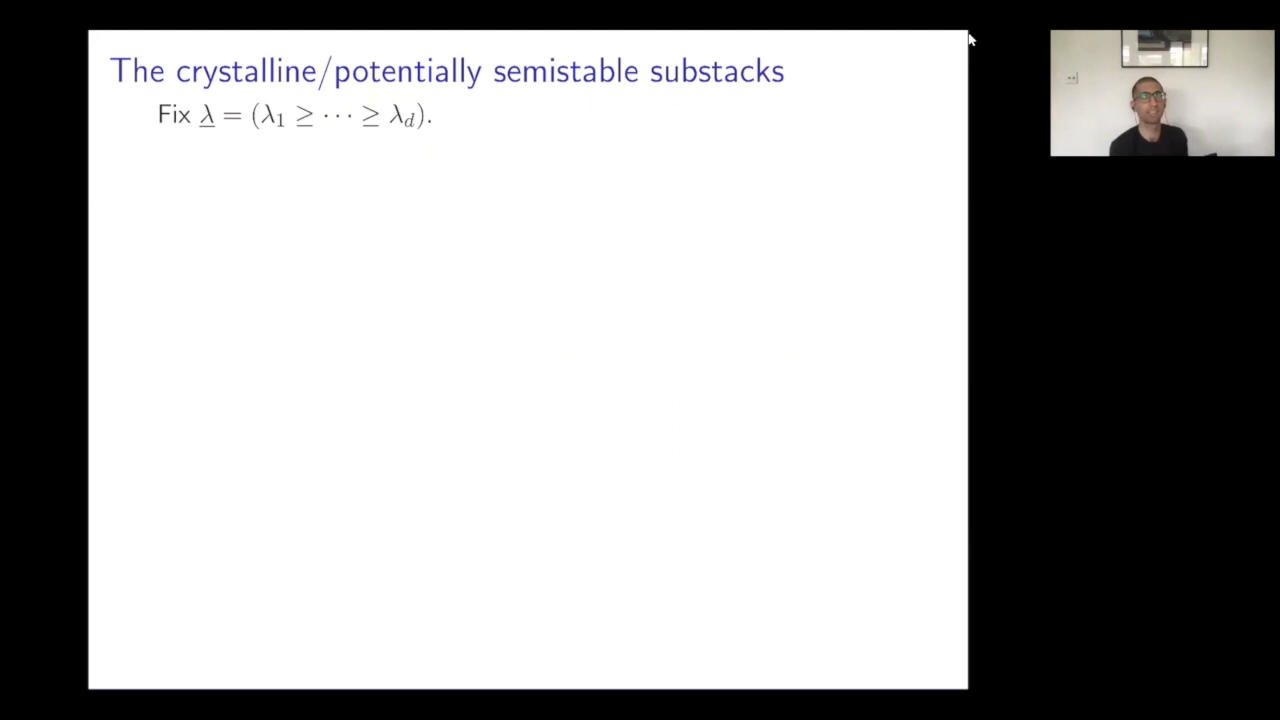 The crystalline/potentially semistable substacks
Fix λ̲ = (λ₁ ≥ ⋯ ≥ λ_d).